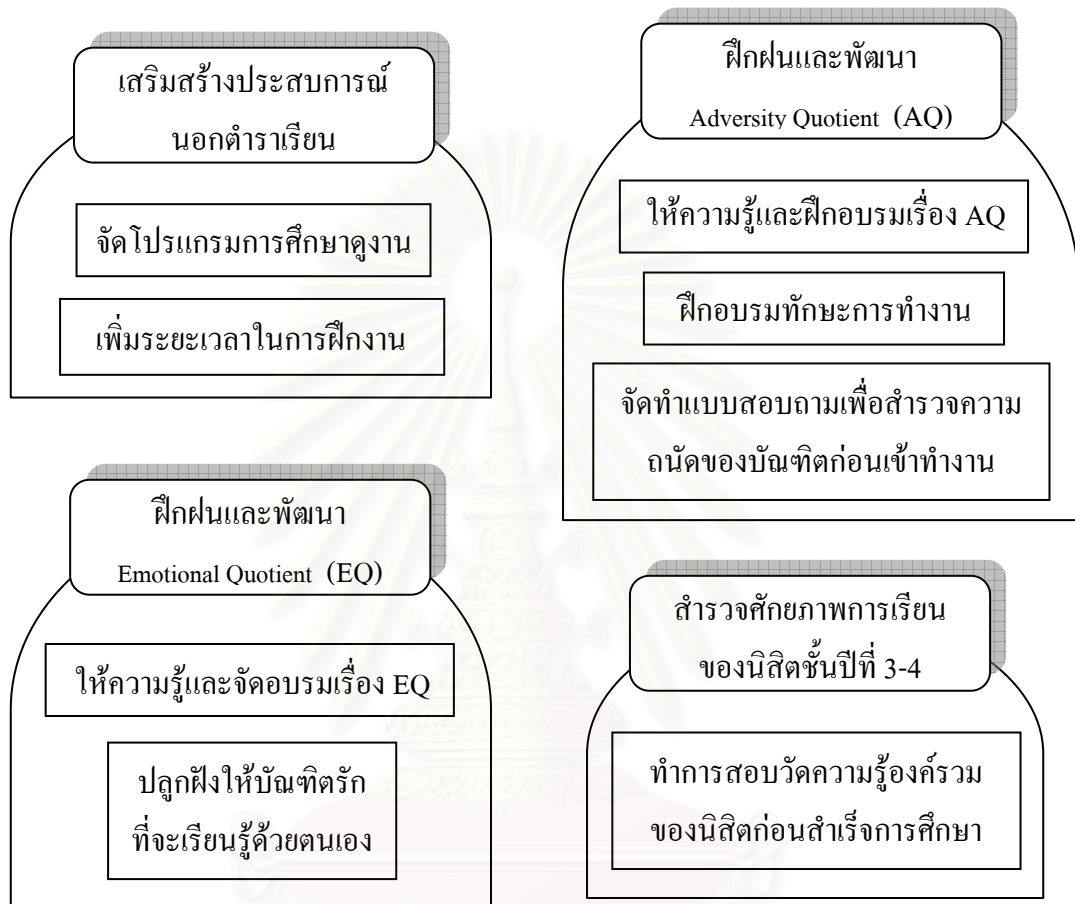 เสริมสร้างประสบการณ์
นอกตำราเรียน
จัดโปรแกรมการศึกษาดูงาน
เพิ่มระยะเวลาในการฝึกงาน
ฝึกฝนและพัฒนา
Adversity Quotient (AQ)
ให้ความรู้และฝึกอบรมเรื่อง AQ
ฝึกอบรมทักษะการทำงาน
จัดทำแบบสอบถามเพื่อสำรวจความ
ถนัดของบัณฑิตก่อนเข้าทำงาน
ฝึกฝนและพัฒนา
Emotional Quotient (EQ)
ให้ความรู้และจัดอบรมเรื่อง EQ
ปลูกฝังให้บัณฑิตรัก
ที่จะเรียนรู้ด้วยตนเอง
สำรวจศักยภาพการเรียน
ของนิสิตชั้นปีที่ 3-4
ทำการสอบวัดความรู้องค์รวม
ของนิสิตก่อนสำเร็จการศึกษา